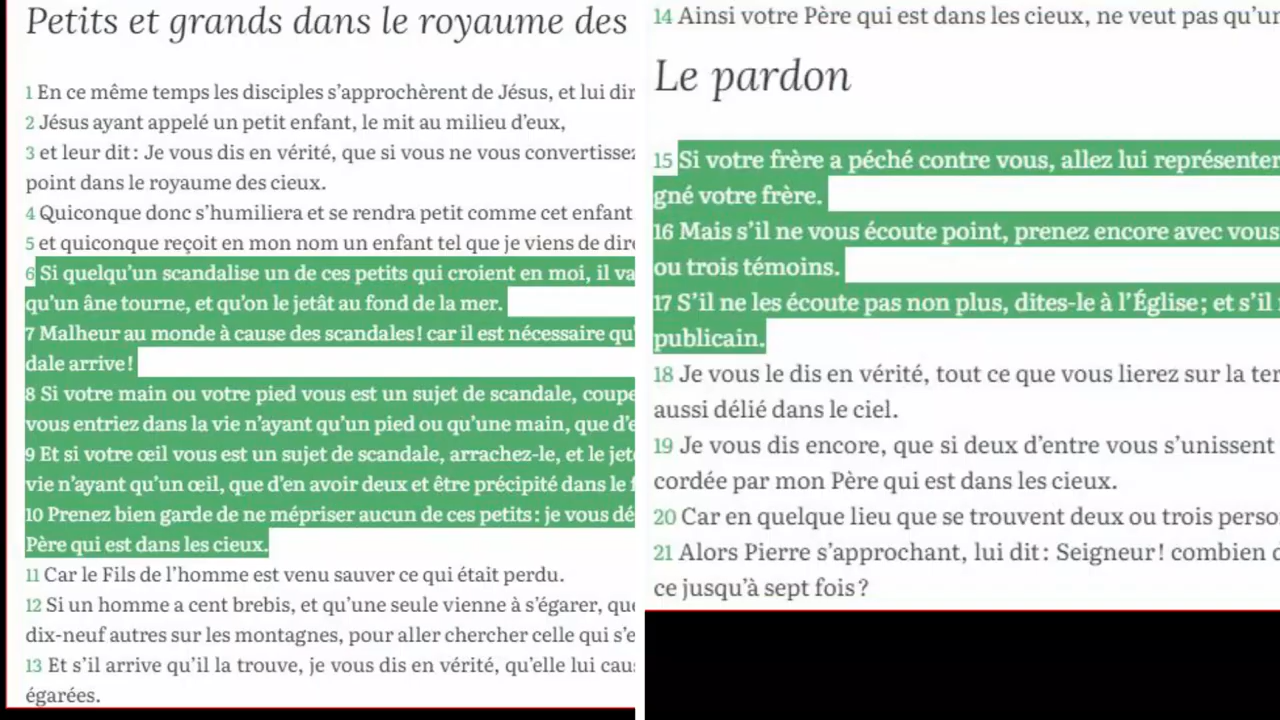 Petits et grands dans le royaume des
1 En ce même temps les disciples s’approchèrent de Jésus, et lui dir
2 Jésus ayant appelé un petit enfant, le mit au milieu d’eux,
3 et leur dit : Je vous dis en vérité, que si vous ne vous convertissez
point dans le royaume des cieux.
4 Quiconque donc s’humiliera et se rendra petit comme cet enfant
5 et quiconque reçoit en mon nom un enfant tel que je viens de dire
6 Si quelqu’un scandalise un de ces petits qui croient en moi, il va
qu’un âne tourne, et qu’on le jetât au fond de la mer.
7 Malheur au monde à cause des scandales ! car il est nécessaire qu’
dale arrive !
8 Si votre main ou votre pied vous est un sujet de scandale, coupe
vous entriez dans la vie n’ayant qu’un pied ou qu’une main, que d’e
9 Et si votre œil vous est un sujet de scandale, arrachez-le, et le jete
vie n’ayant qu’un œil, que d’en avoir deux et être précipité dans le
10 Prenez bien garde de ne mépriser aucun de ces petits : je vous dé
Père qui est dans les cieux.
11 Car le Fils de l’homme est venu sauver ce qui était perdu.
12 Si un homme a cent brebis, et qu’une seule vienne à s’égarer, que
dix-neuf autres sur les montagnes, pour aller chercher celle qui s’e
13 Et s’il arrive qu’il la trouve, je vous dis en vérité, qu’elle lui cau
égarées.
14 Ainsi votre Père qui est dans les cieux, ne veut pas qu’un
Le pardon
15 Si votre frère a péché contre vous, allez lui représenter
gné votre frère.
16 Mais s’il ne vous écoute point, prenez encore avec vous
ou trois témoins.
17 S’il ne les écoute pas non plus, dites-le à l’Église ; et s’il
publicain.
18 Je vous le dis en vérité, tout ce que vous lierez sur la ter
aussi délié dans le ciel.
19 Je vous dis encore, que si deux d’entre vous s’unissent
cordée par mon Père qui est dans les cieux.
20 Car en quelque lieu que se trouvent deux ou trois perso
21 Alors Pierre s’approchant, lui dit : Seigneur ! combien d
ce jusqu’à sept fois ?